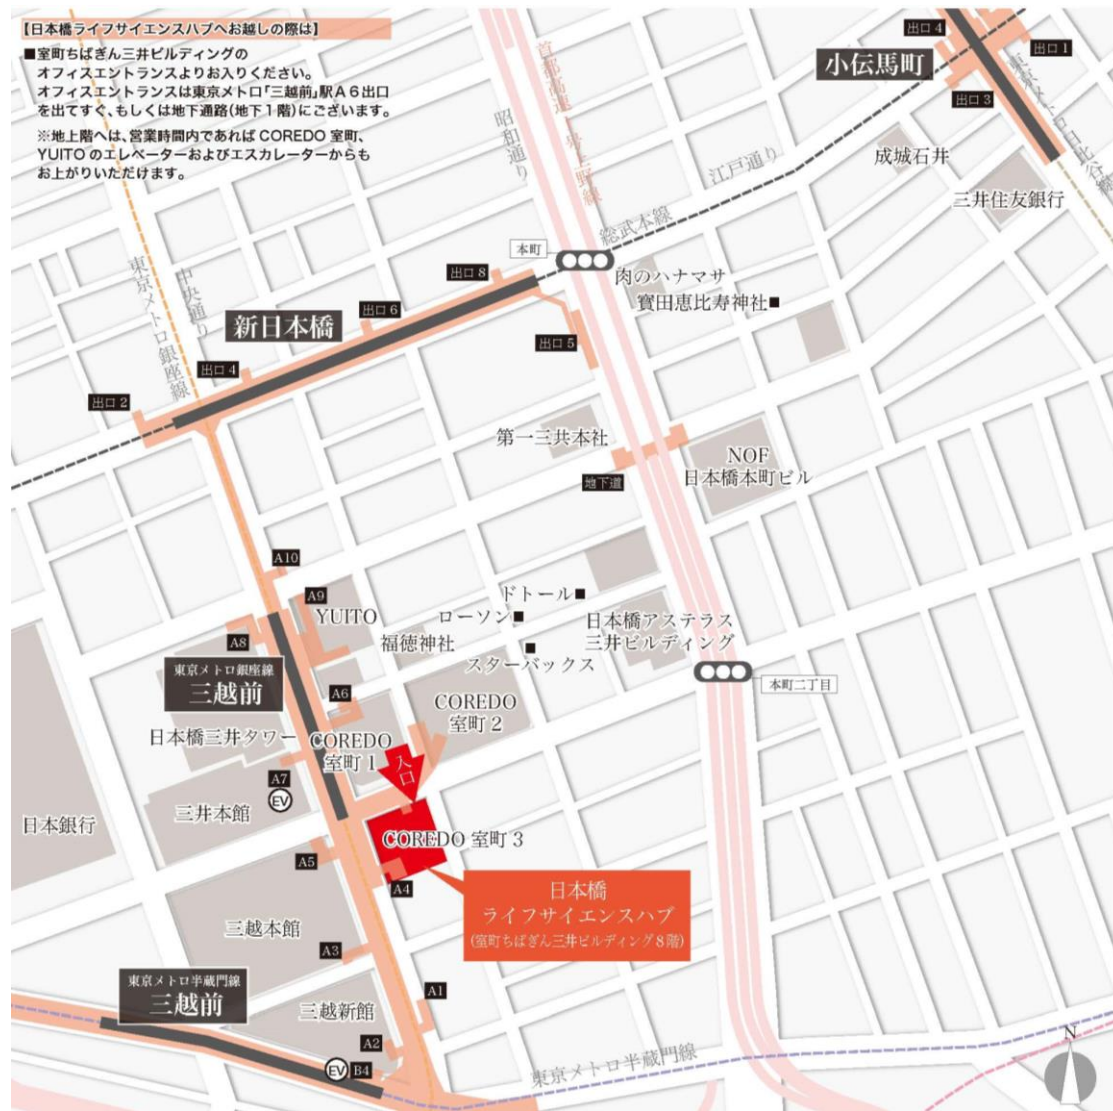 【日本橋ライフサイエンスハブへお越しの際は】
■室町ちばぎん三井ビルディングの
オフィスエントランスよりお入りください。
オフィスエントランスは東京メトロ「三越前」駅A6出口
を出てすぐ、もしくは地下通路(地下1階)にございます。
※地上階へは、営業時間内であれば COREDO 室町、
YUITO のエレベーターおよびエスカレーターからも
お上がりいただけます。
昭和通り
首都高速一号上野線
小伝馬町
出口 4
出口 1
出口 3
東京メトロ日比谷線
成城石井
三井住友銀行
江戸通り
総武本線
本町
肉のハナマサ
寶田恵比寿神社■
東京メトロ銀座線
中央通り
新日本橋
出口 8
出口 6
出口 4
出口 2
出口 5
第一三共本社
地下道
NOF
日本橋本町ビル
A10
A9
YUITO
A8
福徳神社
ドトール■
ローソン■
■
スターバックス
日本橋アステラス
三井ビルディング
本町二丁目
東京メトロ銀座線
三越前
A6
日本橋三井タワー
COREDO
室町 1
COREDO
室町 2
入口
A7
EV
三井本館
日本銀行
COREDO 室町 3
A5
A4
日本橋
ライフサイエンスハブ
(室町ちばぎん三井ビルディング8階)
三越本館
A3
東京メトロ半蔵門線
三越前
A1
三越新館
A2
EV
B4
東京メトロ半蔵門線
N